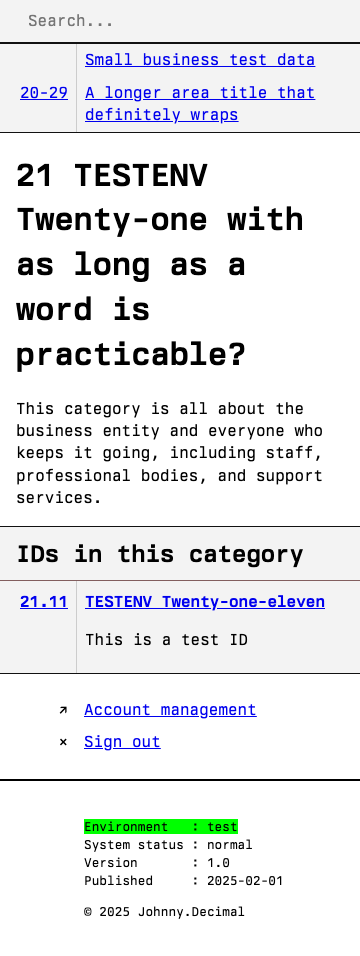 Search...
Small business test data
20-29 A longer area title that
definitely wraps
21 TESTENV
Twenty-one with
as long as a
word is
practicable?
This category is all about the
business entity and everyone who
keeps it going, including staff,
professional bodies, and support
services.
IDs in this category
21.11 TESTENV Twenty-one-eleven
This is a test ID
↗ Account management
× Sign out
Environment : test
System status : normal
Version : 1.0
Published : 2025-02-01
© 2025 Johnny.Decimal